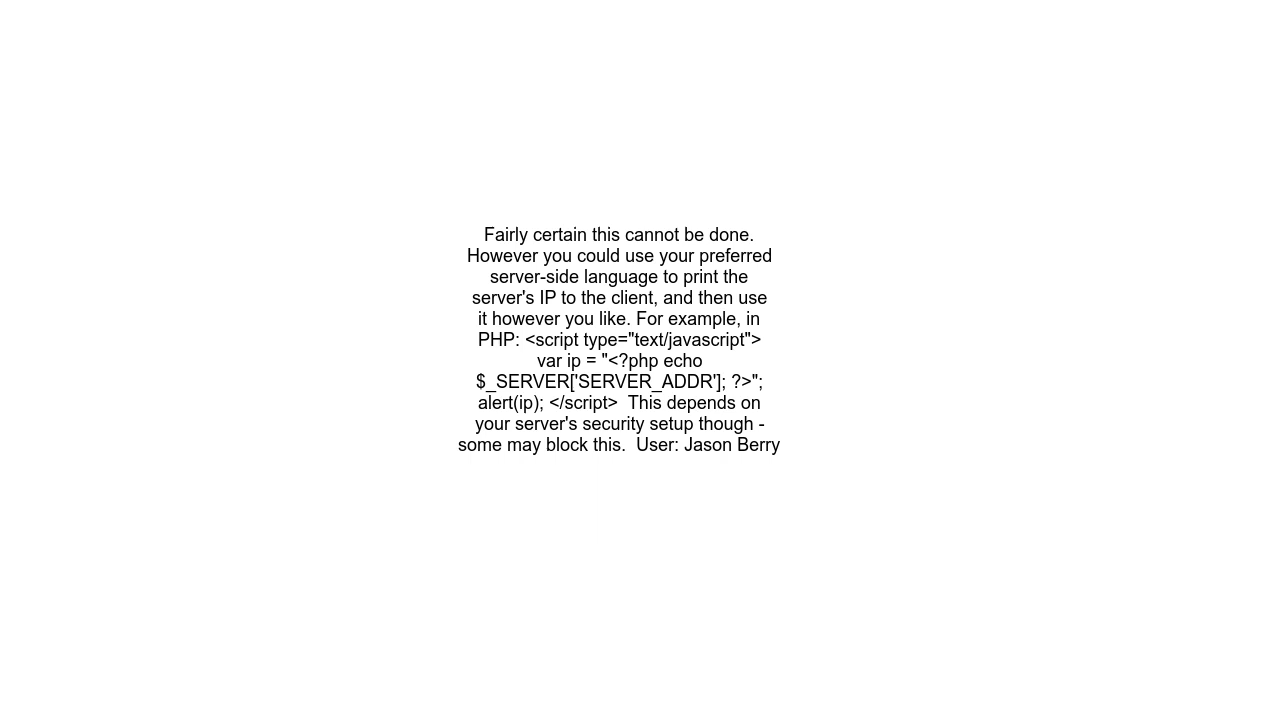 Fairly certain this cannot be done.
However you could use your preferred
server-side language to print the
server's IP to the client, and then use
it however you like. For example, in
PHP: <script type="text/javascript">
var ip = "<?php echo
$_SERVER['SERVER_ADDR']; ?>";
alert(ip); </script>  This depends on
your server's security setup though -
some may block this.  User: Jason Berry